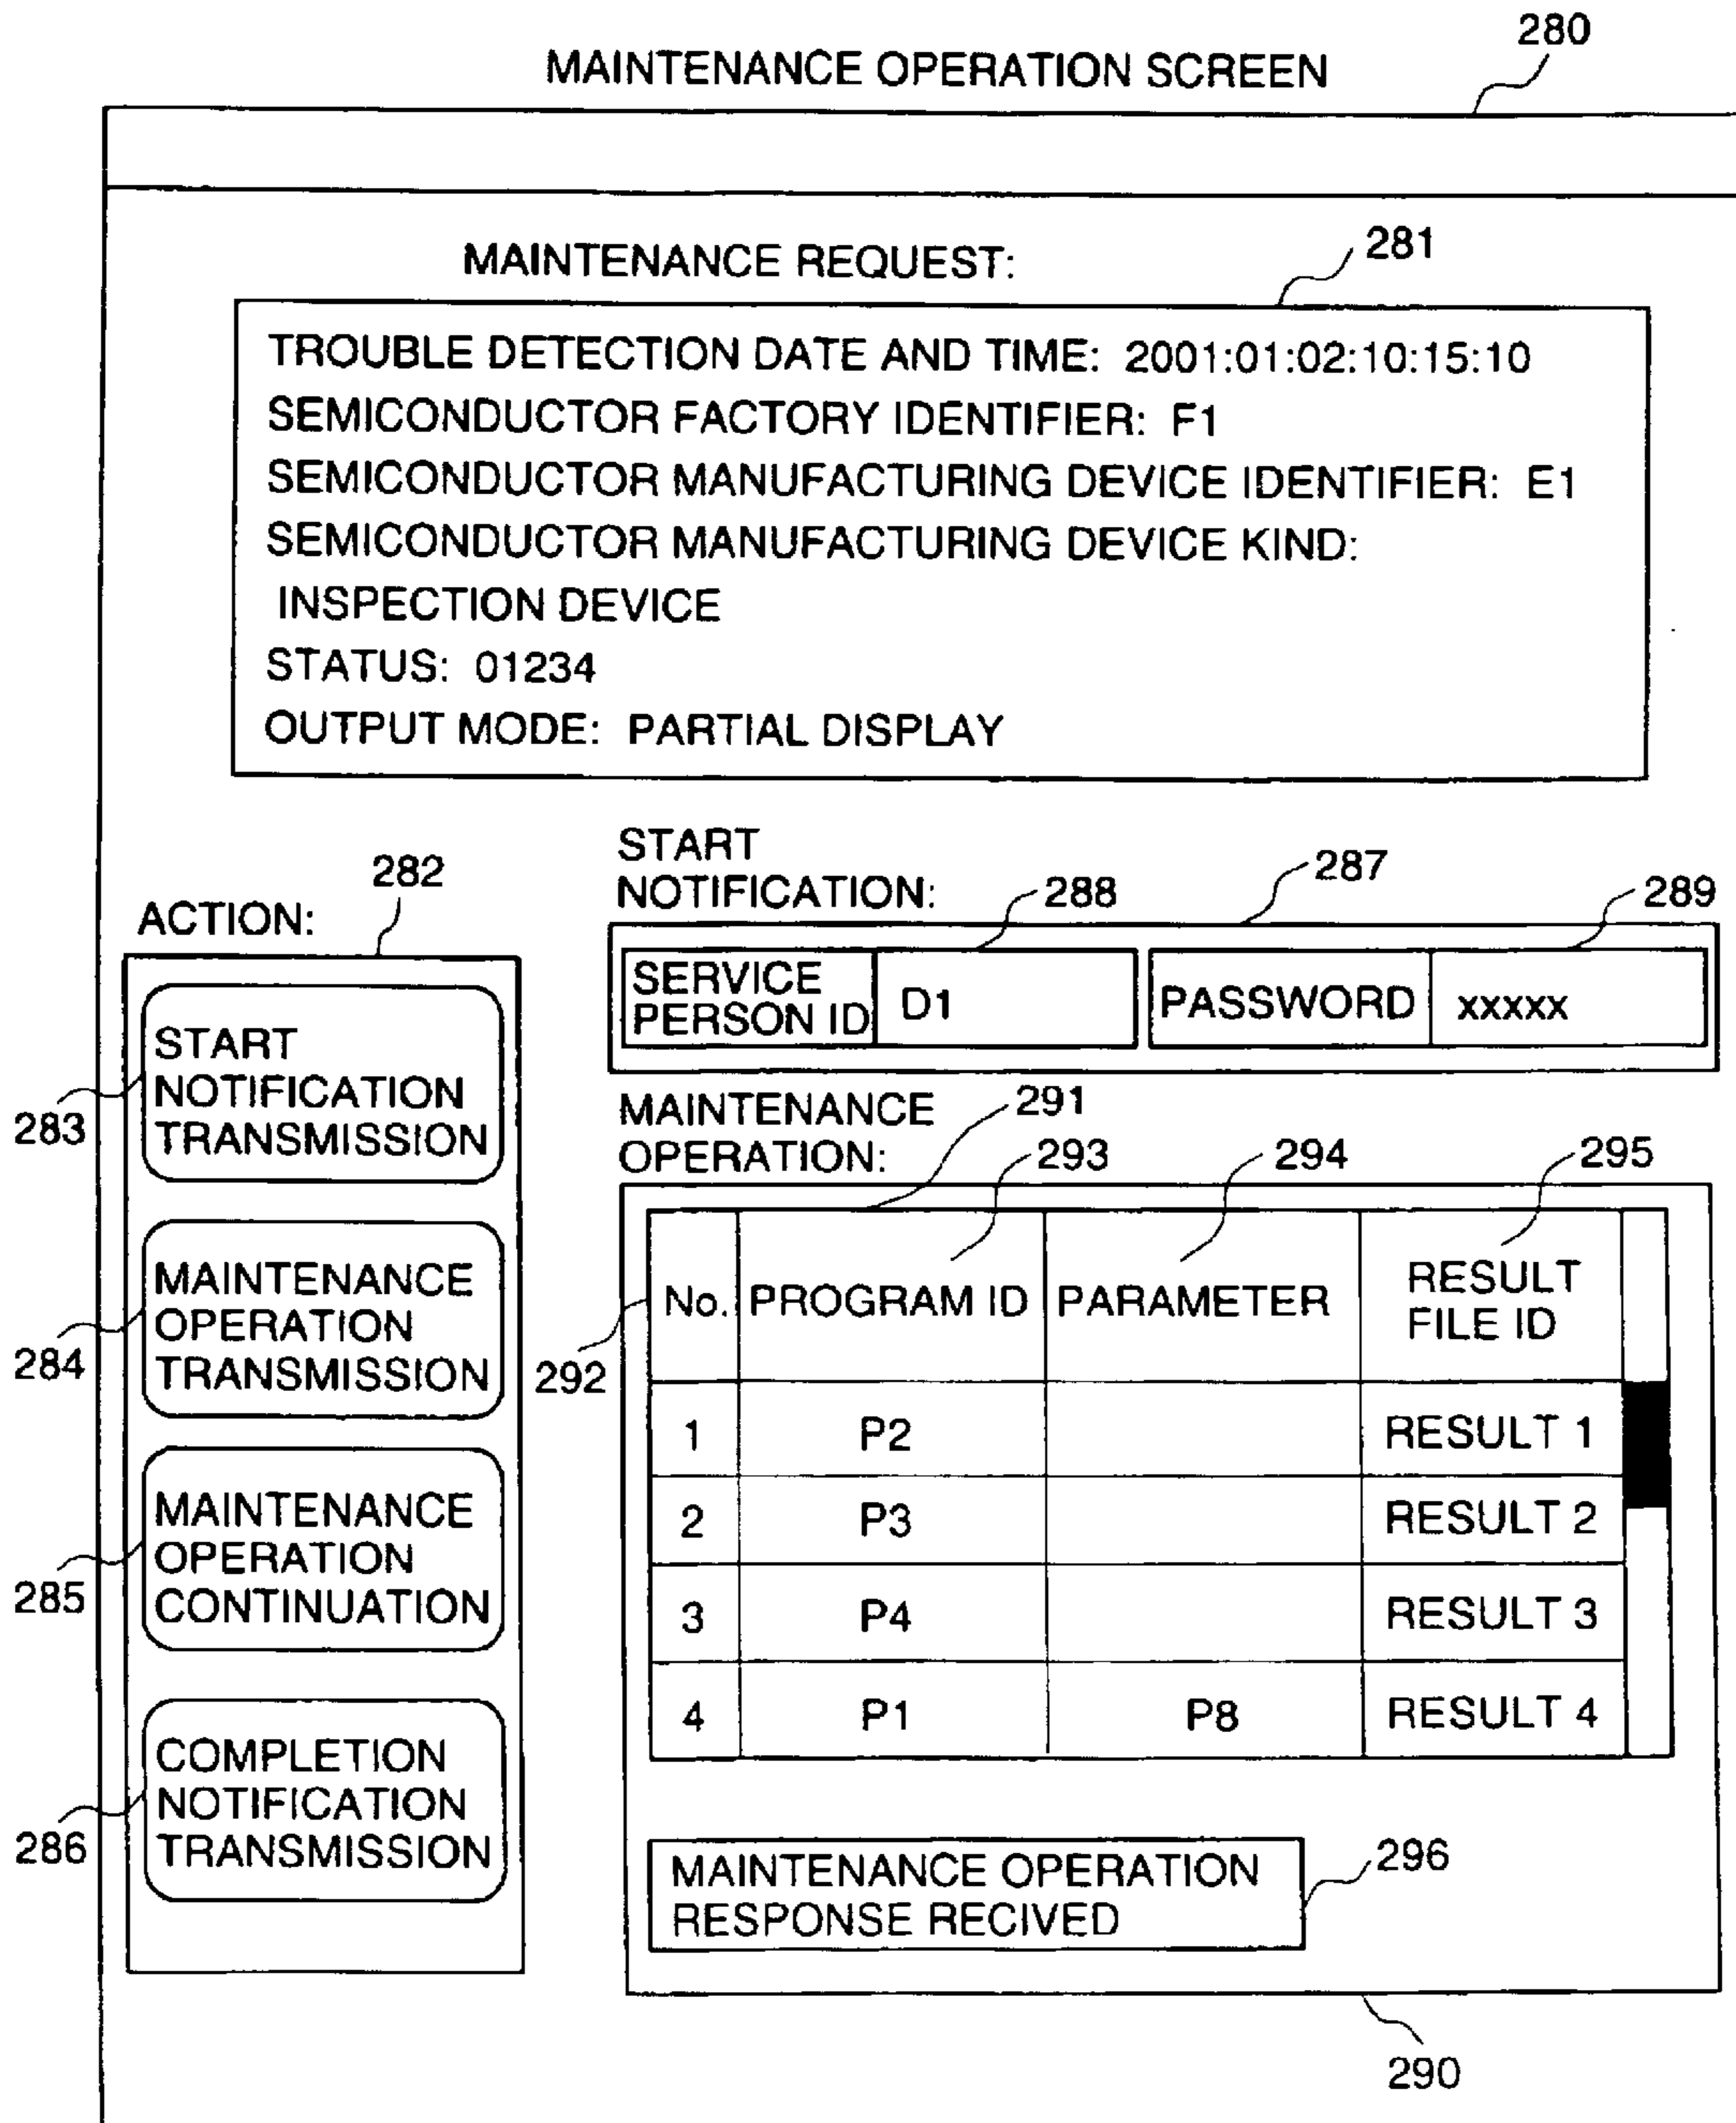 280
MAINTENANCE OPERATION SCREEN
MAINTENANCE REQUEST:
281
TROUBLE DETECTION DATE AND TIME: 2001:01:02:10:15:10
SEMICONDUCTOR FACTORY IDENTIFIER: F1
SEMICONDUCTOR MANUFACTURING DEVICE IDENTIFIER: E1
SEMICONDUCTOR MANUFACTURING DEVICE KIND:
INSPECTION DEVICE
STATUS: 01234
OUTPUT MODE: PARTIAL DISPLAY
ACTION:
282
START
NOTIFICATION
TRANSMISSION
283
MAINTENANCE
OPERATION
TRANSMISSION
284
MAINTENANCE
OPERATION
CONTINUATION
285
COMPLETION
NOTIFICATION
TRANSMISSION
286
START
NOTIFICATION:
287
288
289
SERVICE
PERSON ID
D1
PASSWORD
xxxxx
MAINTENANCE
OPERATION:
291
293
294
295
292
No. PROGRAM ID PARAMETER RESULT
FILE ID
1 P2 RESULT 1
2 P3 RESULT 2
3 P4 RESULT 3
4 P1 P8 RESULT 4
MAINTENANCE OPERATION
RESPONSE RECIVED
296
290